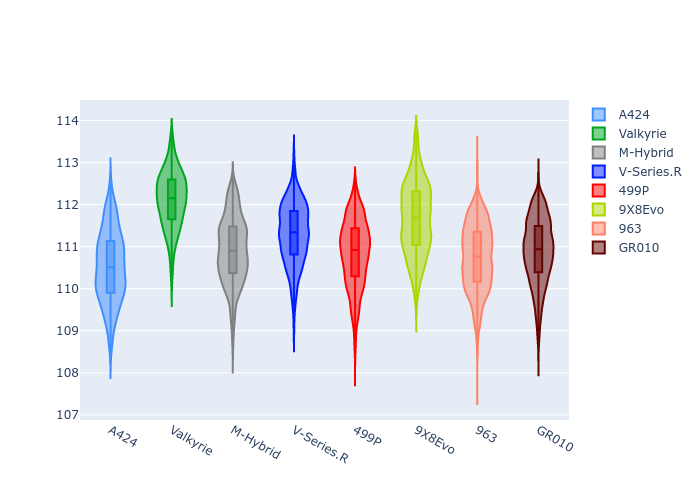 114
113
112
111
110
109
108
107
A424
Valkyrie
M-Hybrid
V-Series.R
499P
9X8Evo
963
GR010
A424
Valkyrie
M-Hybrid
V-Series.R
499P
9X8Evo
963
GR010